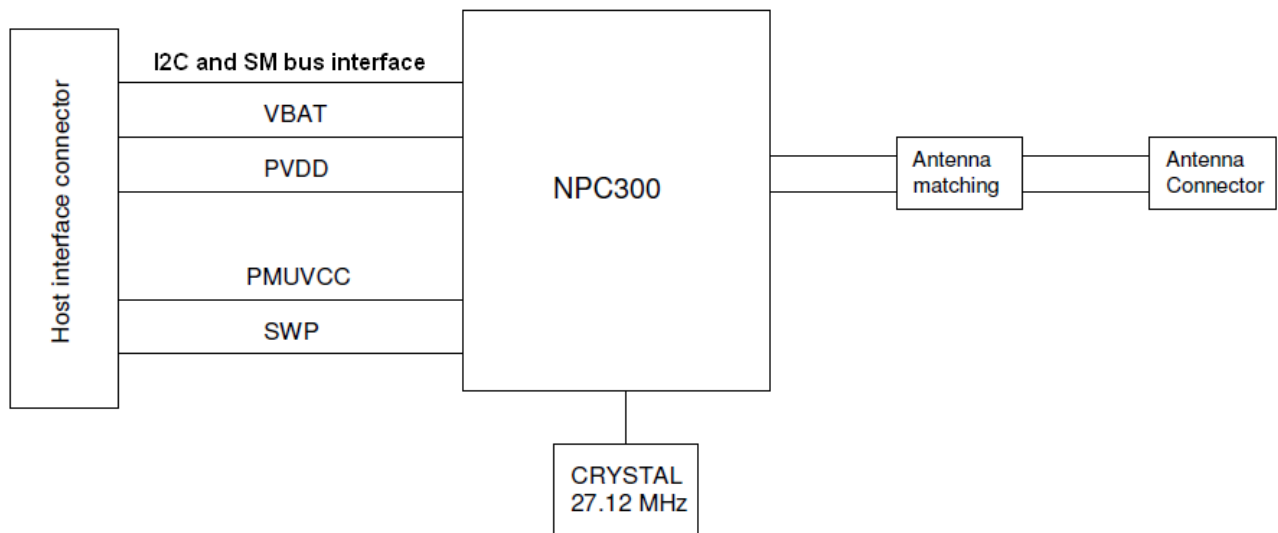 Host interface connector
I2C and SM bus interface
VBAT
PVDD
PMUVCC
SWP
NPC300
Antenna
matching
Antenna
Connector
CRYSTAL
27.12 MHz